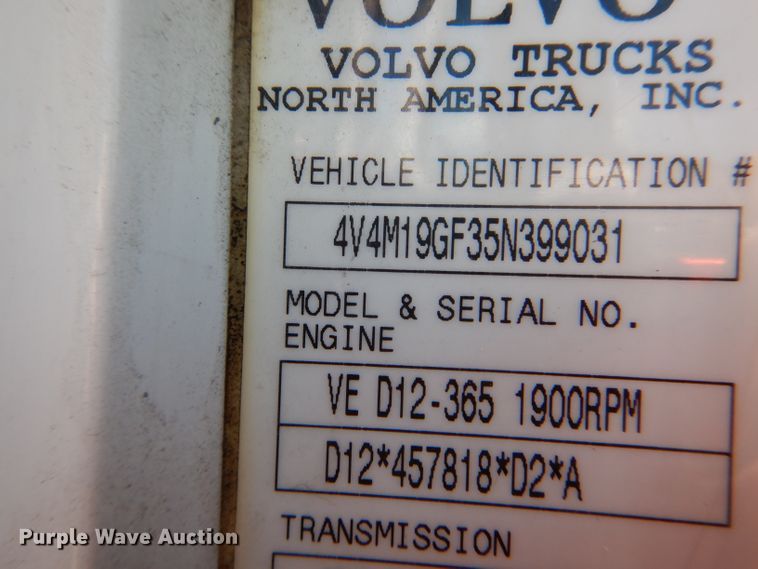 VOLVO
VOLVO TRUCKS
NORTH AMERICA, INC.
VEHICLE IDENTIFICATION #
4V4M19GF35N399031
MODEL & SERIAL NO.
ENGINE
VE D12-365 1900RPM
D12*457818*D2*A
TRANSMISSION
Purple Wave Auction